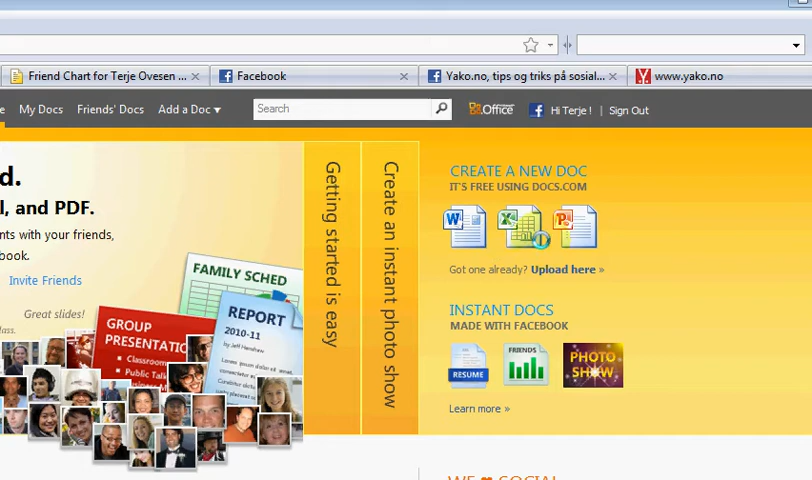 Friend Chart for Terje Ovesen ...
Facebook
Yako.no, tips og triks på sosial...
www.yako.no
e
My Docs
Friends' Docs
Add a Doc
Search
Office
Hi Terje !
|
Sign Out
d.
l, and PDF.
nts with your friends,
book.
Invite Friends
Great slides!
lass.
FAMILY SCHED
GROUP
PRESENTATIO
Classroom
Public Talk
REPORT
2010-11
by Jeff Henshaw
Getting started is easy
Create an instant photo show
CREATE A NEW DOC
IT'S FREE USING DOCS.COM
Got one already? Upload here »
INSTANT DOCS
MADE WITH FACEBOOK
RESUME
FRIENDS
PHOTO
SHOW
Learn more »
WE ♥ SOCIAL